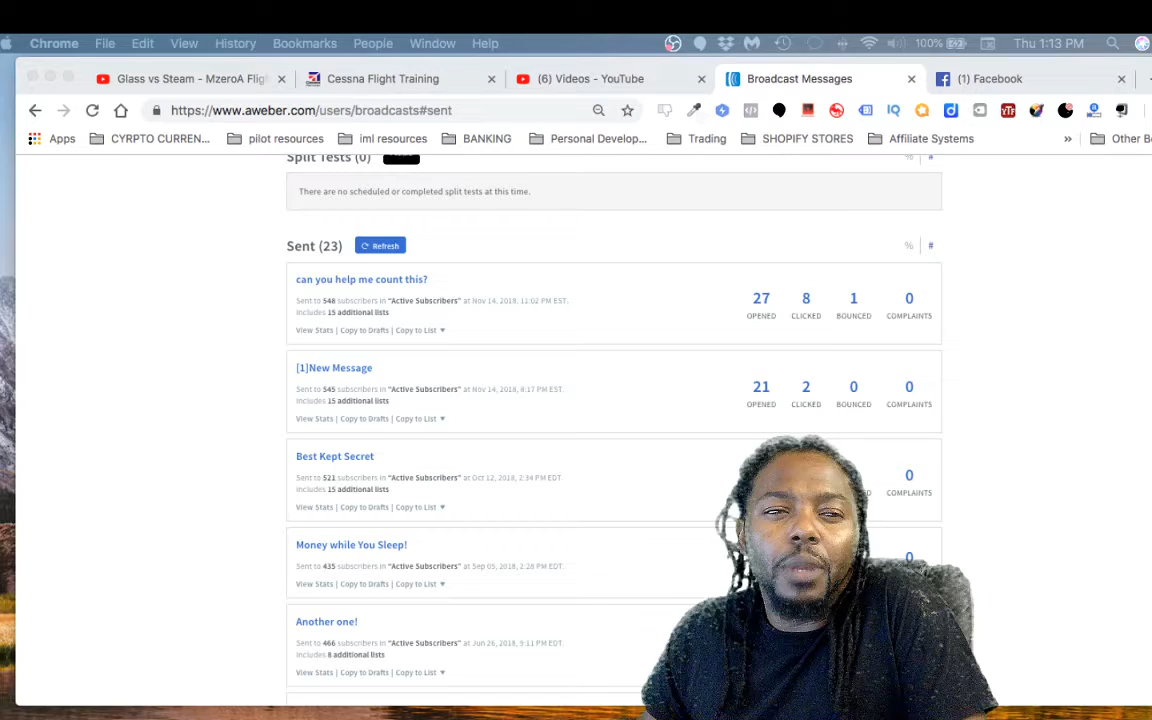 Chrome File Edit View History Bookmarks People Window Help 100% Thu 1:13 PM
Glass vs Steam - MzeroA Fligh Cessna Flight Training (6) Videos - YouTube Broadcast Messages (1) Facebook
https://www.aweber.com/users/broadcasts#sent
Apps CYRPTO CURREN... pilot resources iml resources BANKING Personal Develop... Trading SHOPIFY STORES Affiliate Systems » Other Bo
Split Tests (0) % #
There are no scheduled or completed split tests at this time.
Sent (23) Refresh % #
can you help me count this?
Sent to 548 subscribers in "Active Subscribers" at Nov 14, 2018, 11:02 PM EST.
Includes 15 additional lists
View Stats | Copy to Drafts | Copy to List ▼
27 8 1 0
OPENED CLICKED BOUNCED COMPLAINTS
[1]New Message
Sent to 545 subscribers in "Active Subscribers" at Nov 14, 2018, 8:17 PM EST.
Includes 15 additional lists
View Stats | Copy to Drafts | Copy to List ▼
21 2 0 0
OPENED CLICKED BOUNCED COMPLAINTS
Best Kept Secret
Sent to 521 subscribers in "Active Subscribers" at Oct 12, 2018, 2:34 PM EDT.
Includes 15 additional lists
View Stats | Copy to Drafts | Copy to List ▼
0
COMPLAINTS
Money while You Sleep!
Sent to 435 subscribers in "Active Subscribers" at Sep 05, 2018, 2:28 PM EDT.
View Stats | Copy to Drafts | Copy to List ▼
0
Another one!
Sent to 466 subscribers in "Active Subscribers" at Jun 26, 2018, 9:11 PM EDT.
Includes 8 additional lists
View Stats | Copy to Drafts | Copy to List ▼